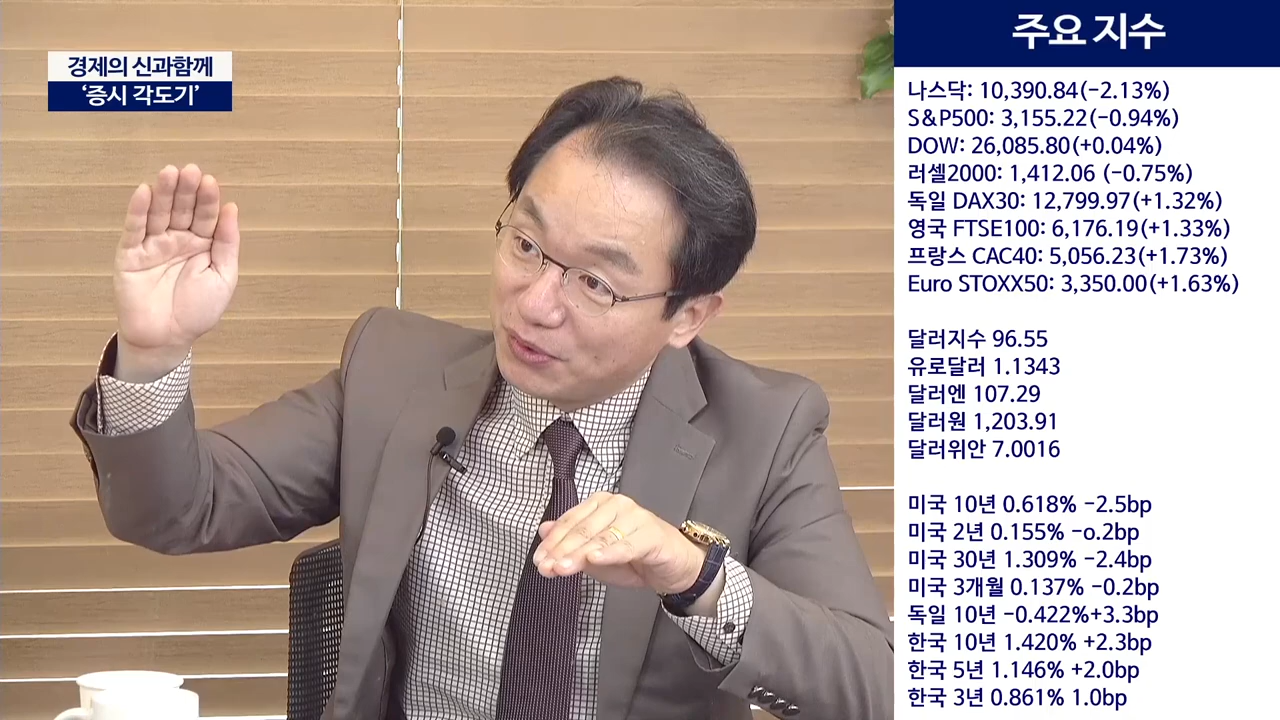 경제의 신과함께
‘증시 각도기’
주요 지수
나스닥: 10,390.84(-2.13%)
S&P500: 3,155.22(-0.94%)
DOW: 26,085.80(+0.04%)
러셀2000: 1,412.06 (-0.75%)
독일 DAX30: 12,799.97(+1.32%)
영국 FTSE100: 6,176.19(+1.33%)
프랑스 CAC40: 5,056.23(+1.73%)
Euro STOXX50: 3,350.00(+1.63%)
달러지수 96.55
유로달러 1.1343
달러엔 107.29
달러원 1,203.91
달러위안 7.0016
미국 10년 0.618% -2.5bp
미국 2년 0.155% -o.2bp
미국 30년 1.309% -2.4bp
미국 3개월 0.137% -0.2bp
독일 10년 -0.422%+3.3bp
한국 10년 1.420% +2.3bp
한국 5년 1.146% +2.0bp
한국 3년 0.861% 1.0bp